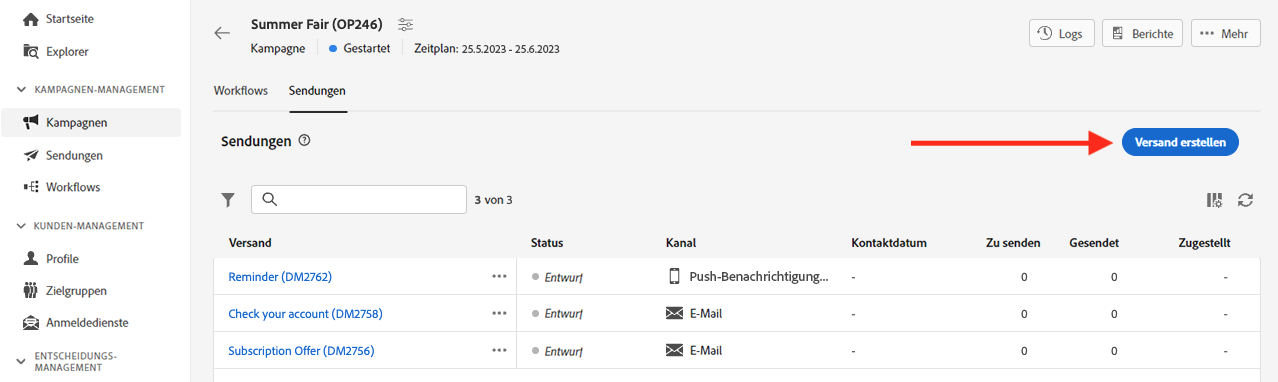 Startseite
Explorer
KAMPAGNEN-MANAGEMENT
Kampagnen
Sendungen
Workflows
KUNDEN-MANAGEMENT
Profile
Zielgruppen
Anmeldedienste
ENTSCHEIDUNGS-
MANAGEMENT
Summer Fair (OP246)
Kampagne Gestartet Zeitplan: 25.5.2023 - 25.6.2023
Logs Berichte Mehr
Workflows Sendungen
Sendungen
Versand erstellen
3 von 3
Versand Status Kanal Kontaktdatum Zu senden Gesendet Zugestellt
Reminder (DM2762) Entwurf Push-Benachrichtigung... - 0 0 -
Check your account (DM2758) Entwurf E-Mail - 0 0 -
Subscription Offer (DM2756) Entwurf E-Mail - 0 0 -